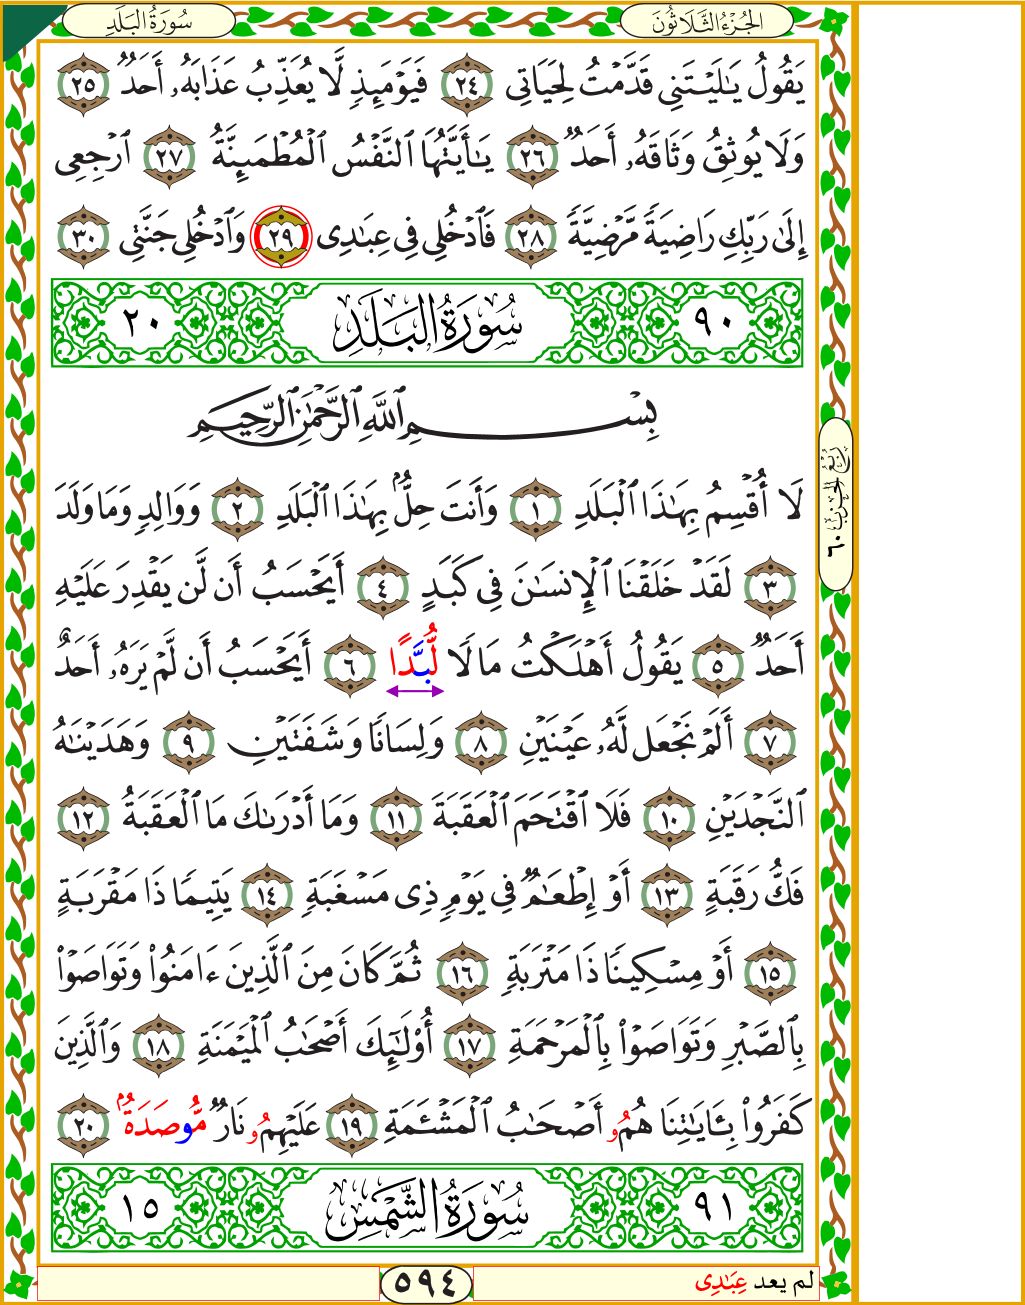 الجُزْءُ الثَّلَاثُونَ
سُورَةُ البَلَدِ
يَقُولُ يَٰلَيْتَنِي قَدَّمْتُ لِحَيَاتِي ٢٤ فَيَوْمَئِذٍ لَّا يُعَذِّبُ عَذَابَهُۥ أَحَدٌ ٢٥
وَلَا يُوثِقُ وَثَاقَهُۥ أَحَدٌ ٢٦ يَٰٓأَيَّتُهَا ٱلنَّفْسُ ٱلْمُطْمَئِنَّةُ ٢٧ ٱرْجِعِي
إِلَىٰ رَبِّكِ رَاضِيَةً مَّرْضِيَّةً ٢٨ فَٱدْخُلِي فِي عِبَٰدِي ٢٩ وَٱدْخُلِي جَنَّتِي ٣٠
٩٠ سُورَةُ البَلَدِ ٢٠
بِسْمِ ٱللَّهِ ٱلرَّحْمَٰنِ ٱلرَّحِيمِ
لَا أُقْسِمُ بِهَٰذَا ٱلْبَلَدِ ١ وَأَنتَ حِلٌّۢ بِهَٰذَا ٱلْبَلَدِ ٢ وَوَالِدٍ وَمَا وَلَدَ
٣ لَقَدْ خَلَقْنَا ٱلْإِنسَٰنَ فِي كَبَدٍ ٤ أَيَحْسَبُ أَن لَّن يَقْدِرَ عَلَيْهِ
أَحَدٌ ٥ يَقُولُ أَهْلَكْتُ مَالًا لُّبَّدًا ٦ أَيَحْسَبُ أَن لَّمْ يَرَهُۥ أَحَدٌ
٧ أَلَمْ نَجْعَل لَّهُۥ عَيْنَيْنِ ٨ وَلِسَانًا وَشَفَتَيْنِ ٩ وَهَدَيْنَٰهُ
ٱلنَّجْدَيْنِ ١٠ فَلَا ٱقْتَحَمَ ٱلْعَقَبَةَ ١١ وَمَا أَدْرَىٰكَ مَا ٱلْعَقَبَةُ ١٢
فَكُّ رَقَبَةٍ ١٣ أَوْ إِطْعَٰمٌ فِي يَوْمٍ ذِي مَسْغَبَةٍ ١٤ يَتِيمًا ذَا مَقْرَبَةٍ
١٥ أَوْ مِسْكِينًا ذَا مَتْرَبَةٍ ١٦ ثُمَّ كَانَ مِنَ ٱلَّذِينَ ءَامَنُوا۟ وَتَوَاصَوْا۟
بِٱلصَّبْرِ وَتَوَاصَوْا۟ بِٱلْمَرْحَمَةِ ١٧ أُو۟لَٰٓئِكَ أَصْحَٰبُ ٱلْمَيْمَنَةِ ١٨ وَٱلَّذِينَ
كَفَرُوا۟ بِـَٔايَٰتِنَا هُمُۥ أَصْحَٰبُ ٱلْمَشْـَٔمَةِ ١٩ عَلَيْهِمُۥ نَارٌ مُّوصَدَةٌۢ ٢٠
٩١ سُورَةُ الشَّمْسِ ١٥
رُبْعُ الحِزْبِ ٦٠
لم يعد عِبَٰدِي
٥٩٤